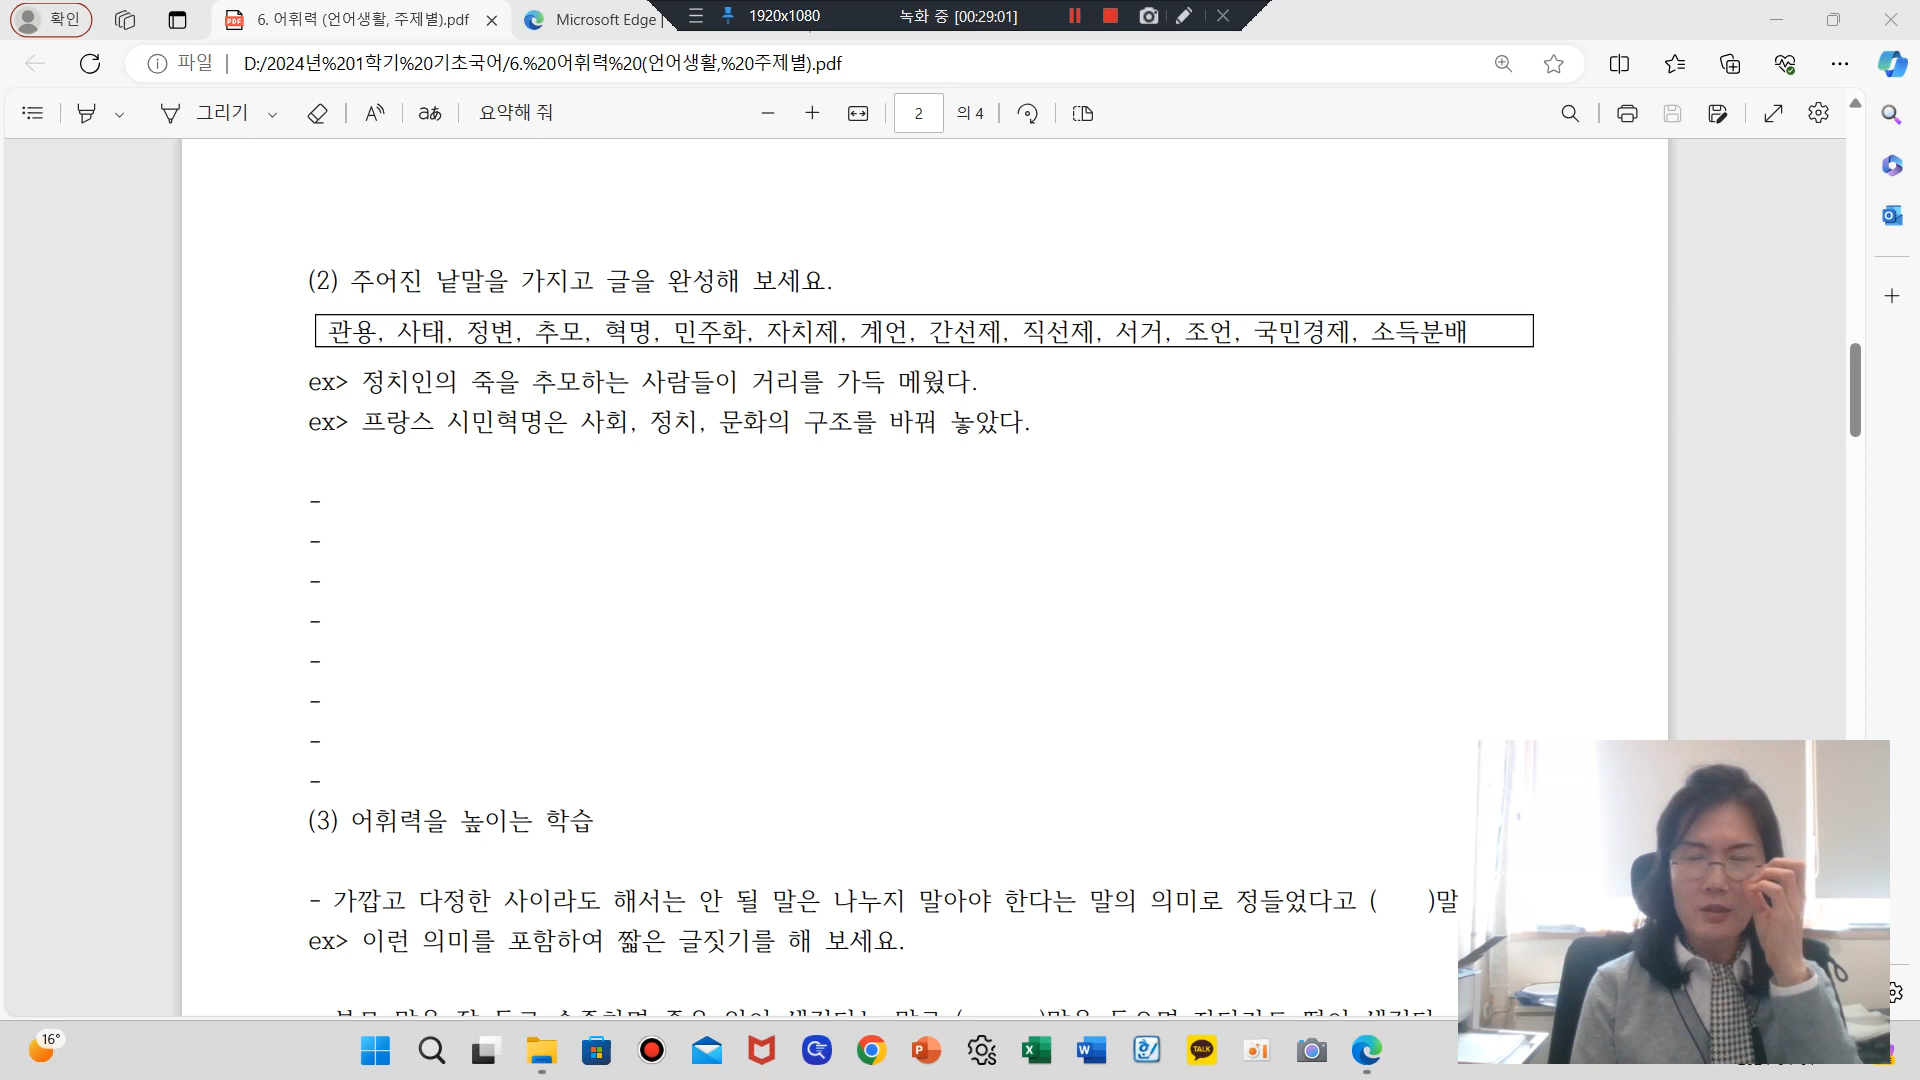 확인
6. 어휘력 (언어생활, 주제별).pdf
Microsoft Edge
1920x1080
녹화 중 [00:29:01]
파일
D:/2024년%201학기%20기초국어/6.%20어휘력%20(언어생활,%20주제별).pdf
그리기
요약해 줘
2
의 4
(2) 주어진 낱말을 가지고 글을 완성해 보세요.
관용, 사태, 정변, 추모, 혁명, 민주화, 자치제, 계언, 간선제, 직선제, 서거, 조언, 국민경제, 소득분배
ex> 정치인의 죽을 추모하는 사람들이 거리를 가득 메웠다.
ex> 프랑스 시민혁명은 사회, 정치, 문화의 구조를 바꿔 놓았다.
-
-
-
-
-
-
-
-
(3) 어휘력을 높이는 학습
- 가깝고 다정한 사이라도 해서는 안 될 말은 나누지 말아야 한다는 말의 의미로 정들었다고 ( )말
ex> 이런 의미를 포함하여 짧은 글짓기를 해 보세요.
16°
TALK